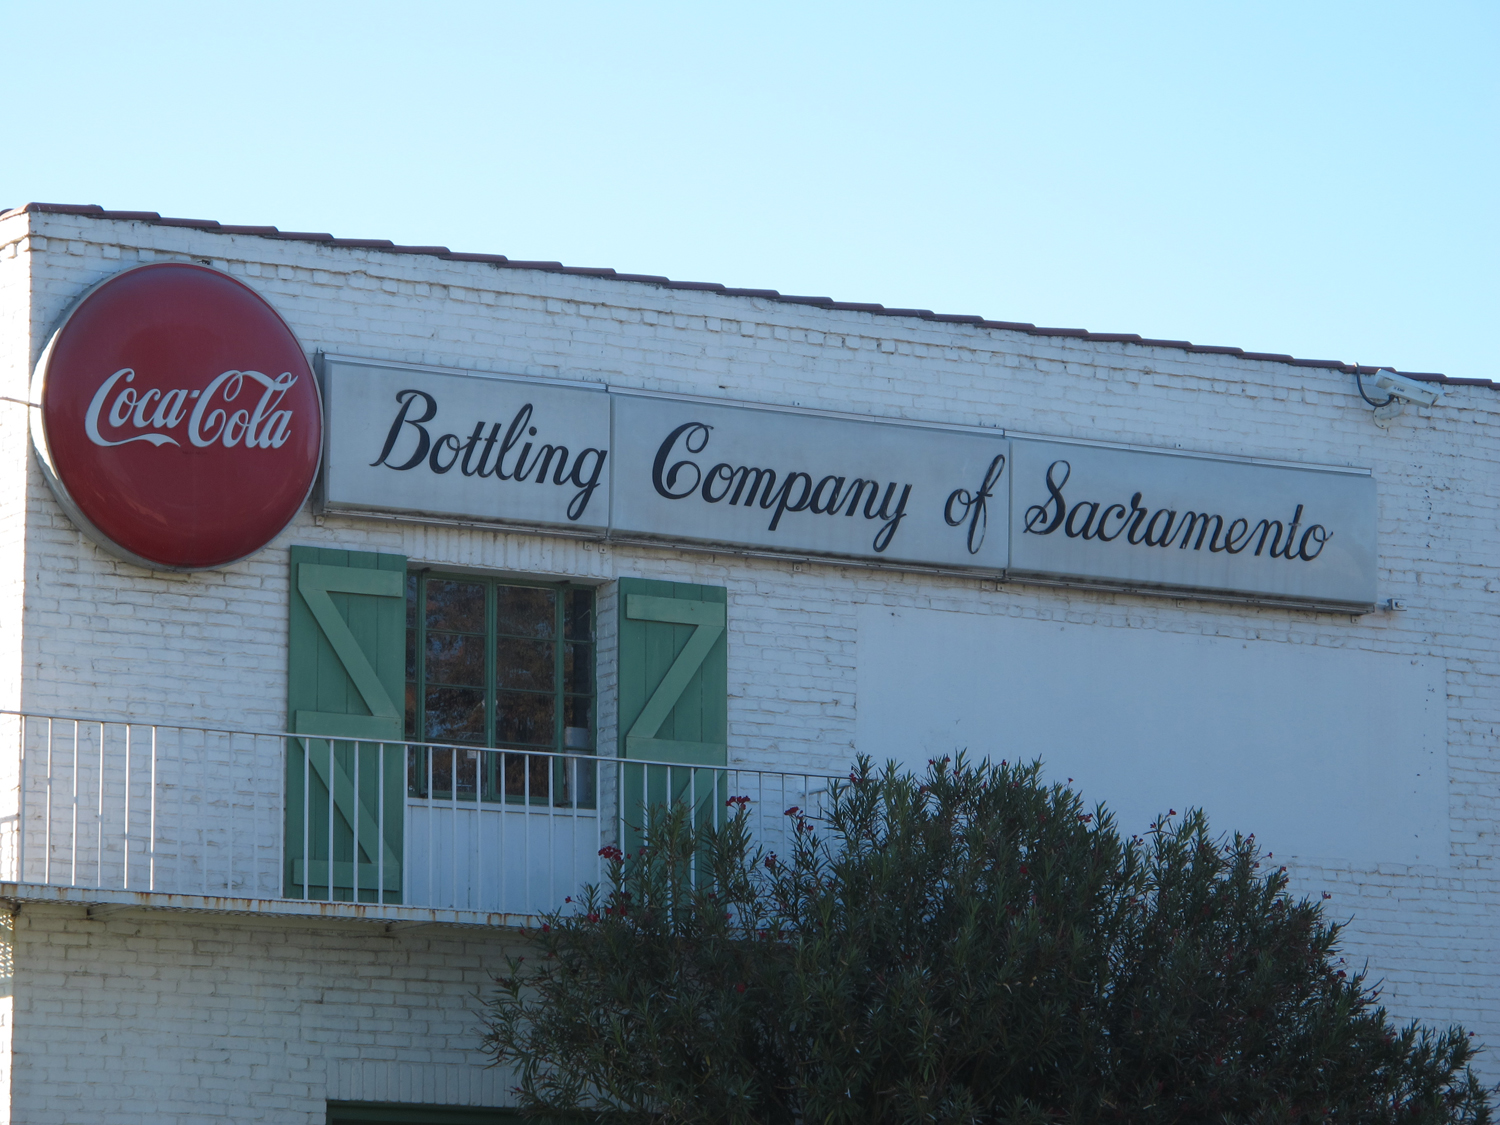 Coca-Cola
Bottling Company of Sacramento